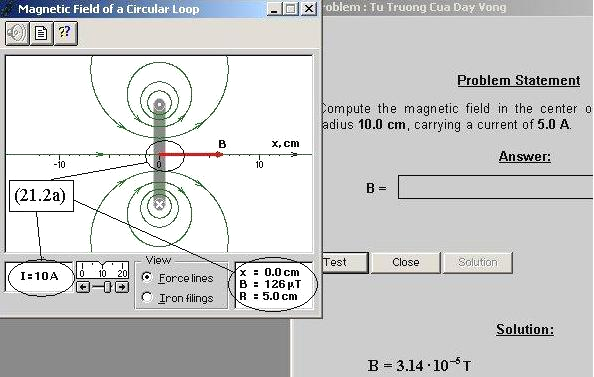 Magnetic Field of a Circular Loop
roblem : Tu Truong Cua Day Vong
??
B
x, cm
-10
0
10
(21.2a)
I = 10 A
0 10 20
View
Force lines
Iron filings
x = 0.0 cm
B = 126 µT
R = 5.0 cm
Problem Statement
Compute the magnetic field in the center o
adius 10.0 cm, carrying a current of 5.0 A.
Answer:
B =
Test
Close
Solution
Solution:
B = 3.14 · 10⁻⁵ T